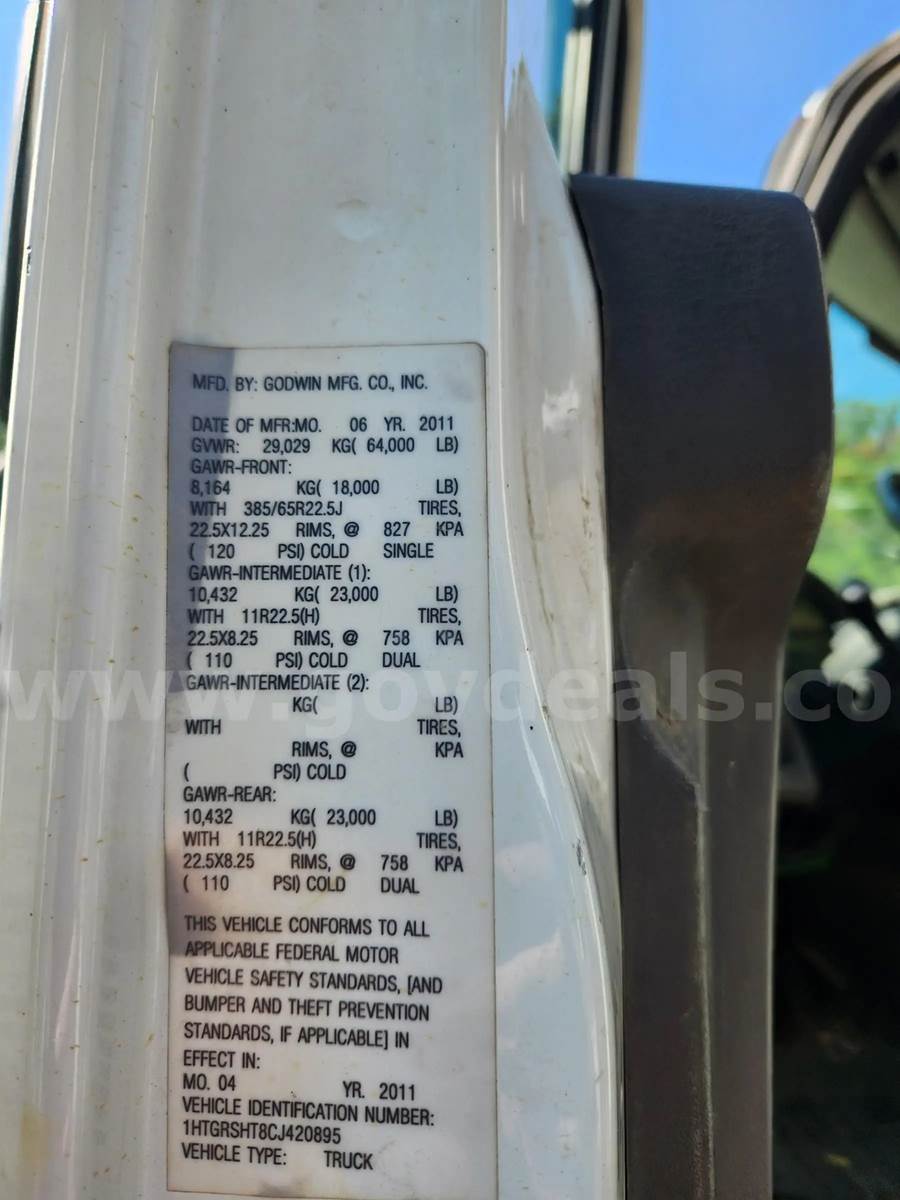 MFD. BY: GODWIN MFG. CO., INC.
DATE OF MFR:MO. 06 YR. 2011
GVWR: 29,029 KG( 64,000 LB)
GAWR-FRONT:
8,164 KG( 18,000 LB)
WITH 385/65R22.5J TIRES,
22.5X12.25 RIMS, @ 827 KPA
( 120 PSI) COLD SINGLE
GAWR-INTERMEDIATE (1):
10,432 KG( 23,000 LB)
WITH 11R22.5(H) TIRES,
22.5X8.25 RIMS, @ 758 KPA
( 110 PSI) COLD DUAL
www.govdeals.co
GAWR-INTERMEDIATE (2):
KG( LB)
WITH TIRES,
RIMS, @ KPA
( PSI) COLD
GAWR-REAR:
10,432 KG( 23,000 LB)
WITH 11R22.5(H) TIRES,
22.5X8.25 RIMS, @ 758 KPA
( 110 PSI) COLD DUAL
THIS VEHICLE CONFORMS TO ALL
APPLICABLE FEDERAL MOTOR
VEHICLE SAFETY STANDARDS, [AND
BUMPER AND THEFT PREVENTION
STANDARDS, IF APPLICABLE] IN
EFFECT IN:
MO. 04 YR. 2011
VEHICLE IDENTIFICATION NUMBER:
1HTGRSHT8CJ420895
VEHICLE TYPE: TRUCK